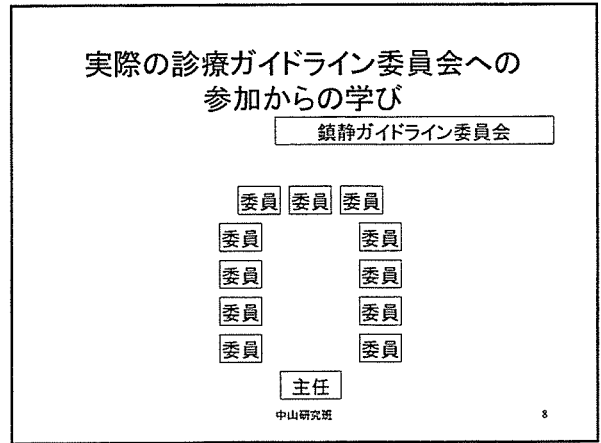 実際の診療ガイドライン委員会への
参加からの学び
鎮静ガイドライン委員会
委員 委員 委員
委員 委員
委員 委員
委員 委員
委員 委員
主任
中山研究班 8